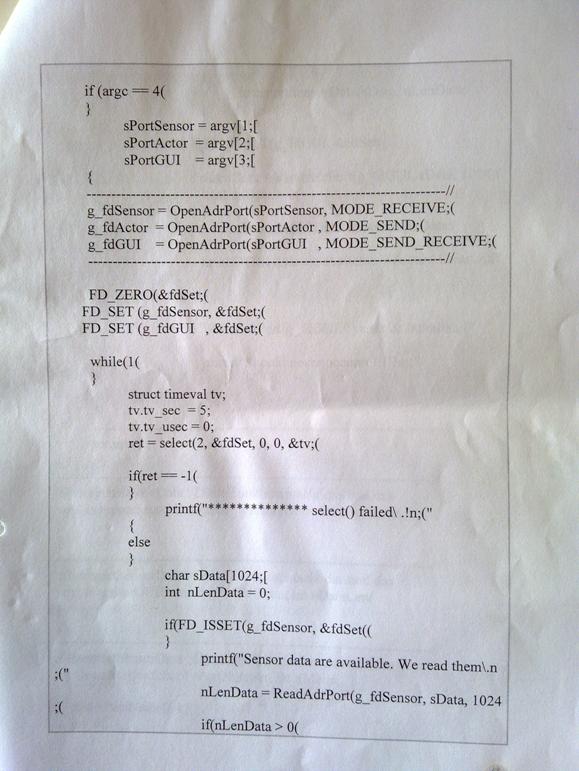 if (argc == 4(
}
sPortSensor = argv[1;[
sPortActor = argv[2;[
sPortGUI = argv[3;[
{
---------------------------------------------------------------------//
g_fdSensor = OpenAdrPort(sPortSensor, MODE_RECEIVE;(
g_fdActor = OpenAdrPort(sPortActor , MODE_SEND;(
g_fdGUI = OpenAdrPort(sPortGUI , MODE_SEND_RECEIVE;(
---------------------------------------------------------------------//
FD_ZERO(&fdSet;(
FD_SET (g_fdSensor, &fdSet;(
FD_SET (g_fdGUI , &fdSet;(
while(1(
}
struct timeval tv;
tv.tv_sec = 5;
tv.tv_usec = 0;
ret = select(2, &fdSet, 0, 0, &tv;(
if(ret == -1(
}
printf("************** select() failed\ .!n;("
{
else
}
char sData[1024;[
int nLenData = 0;
if(FD_ISSET(g_fdSensor, &fdSet((
}
printf("Sensor data are available. We read them\.n
;("
nLenData = ReadAdrPort(g_fdSensor, sData, 1024
;(
if(nLenData > 0(